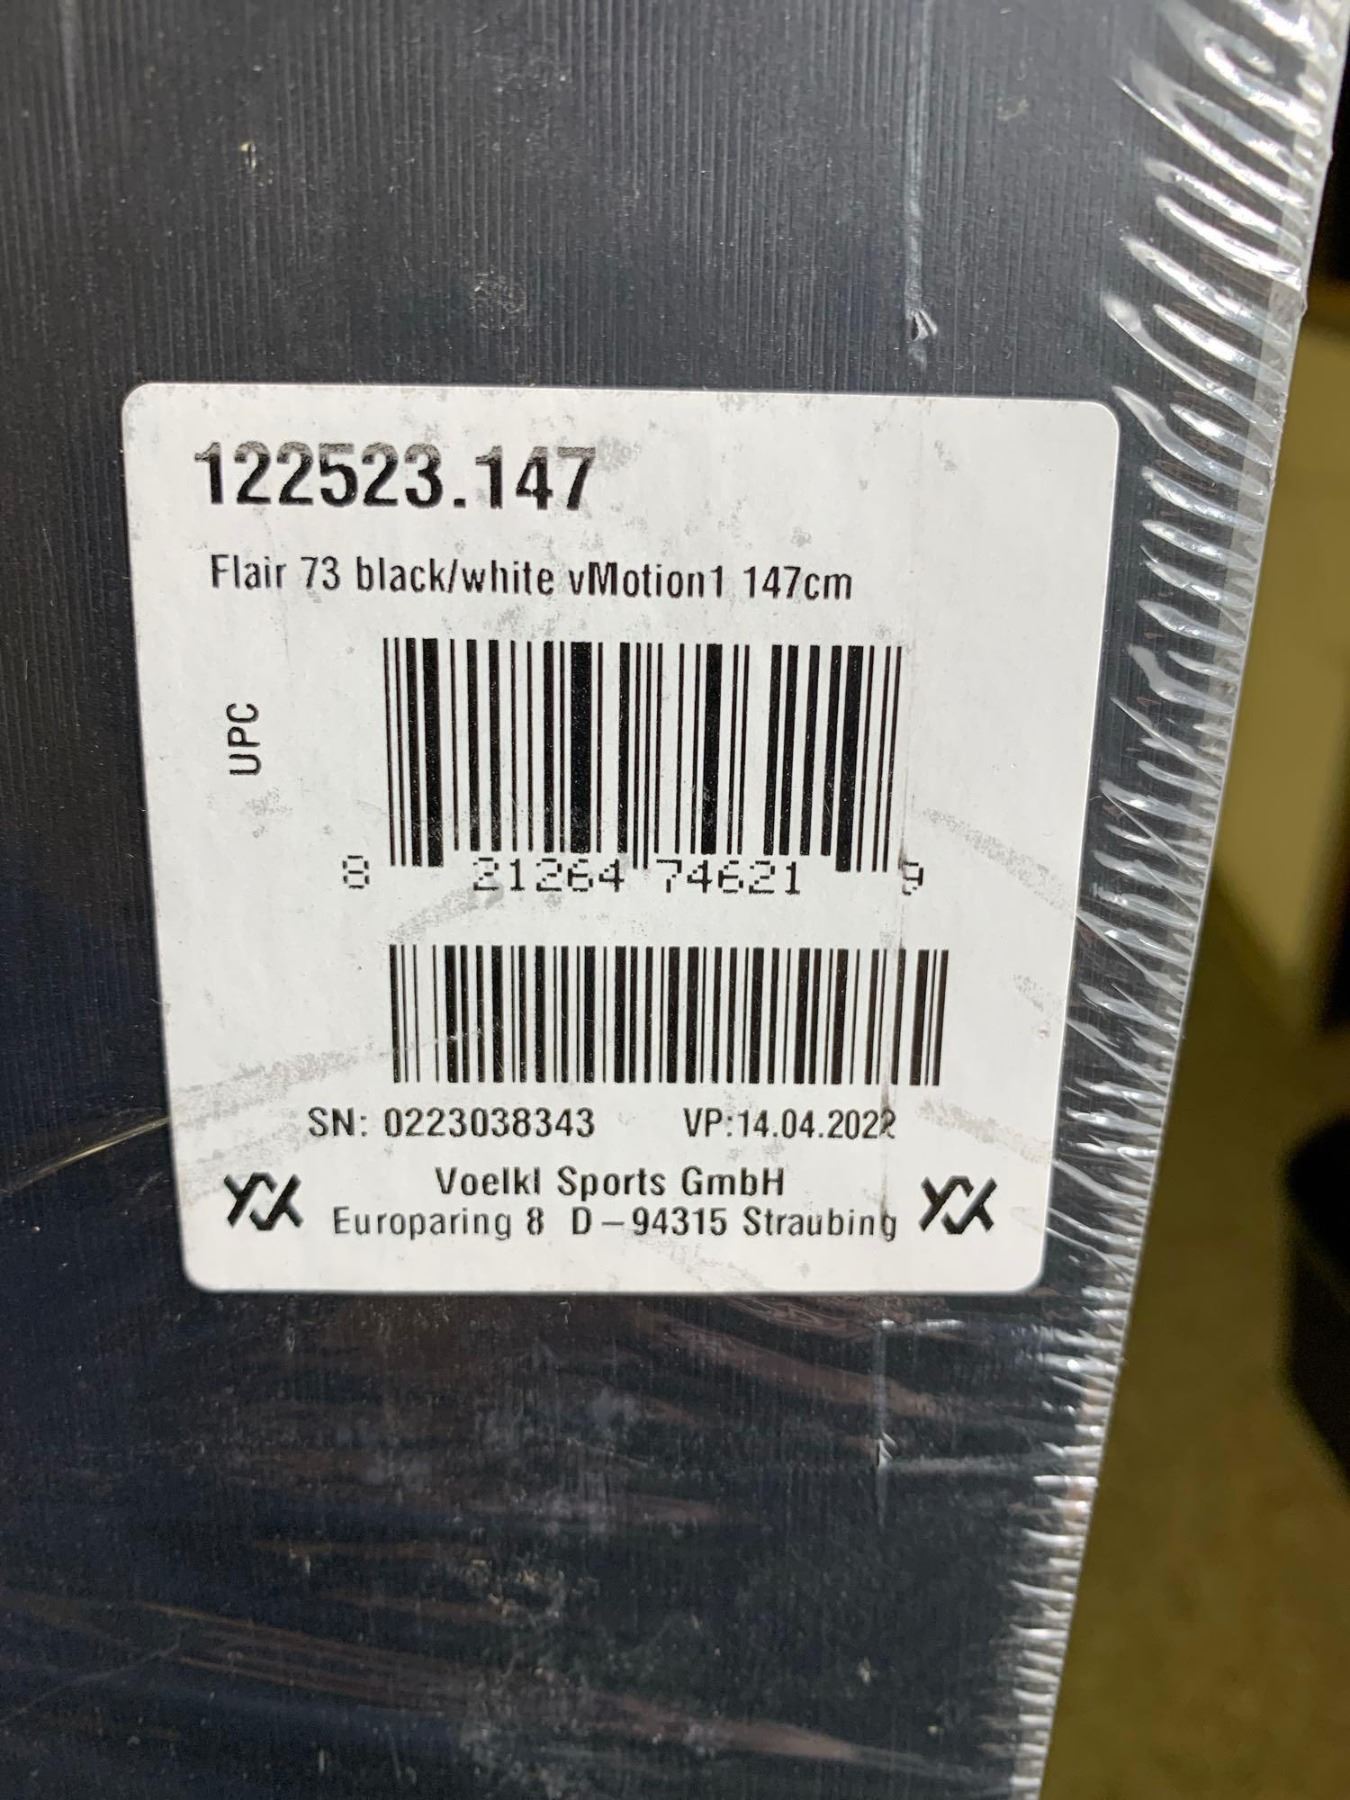 122523.147
Flair 73 black/white vMotion1 147cm
UPC
8 21264 74621 9
SN: 0223038343 VP:14.04.2022
Voelkl Sports GmbH
Europaring 8 D-94315 Straubing